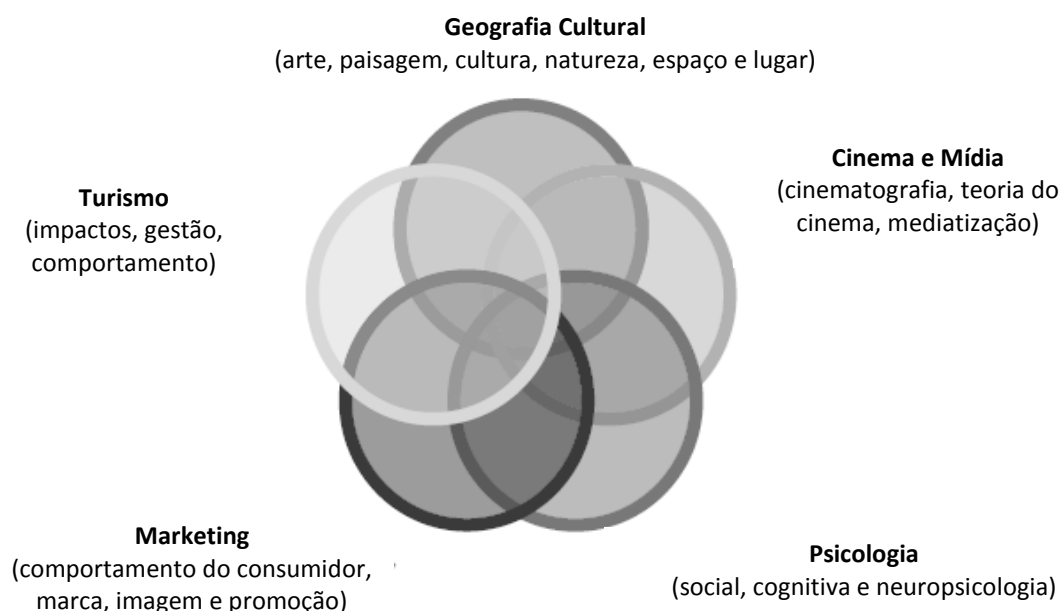 Geografia Cultural
(arte, paisagem, cultura, natureza, espaço e lugar)
Cinema e Mídia
(cinematografia, teoria do
cinema, mediatização)
Turismo
(impactos, gestão,
comportamento)
Marketing
(comportamento do consumidor,
marca, imagem e promoção)
Psicologia
(social, cognitiva e neuropsicologia)